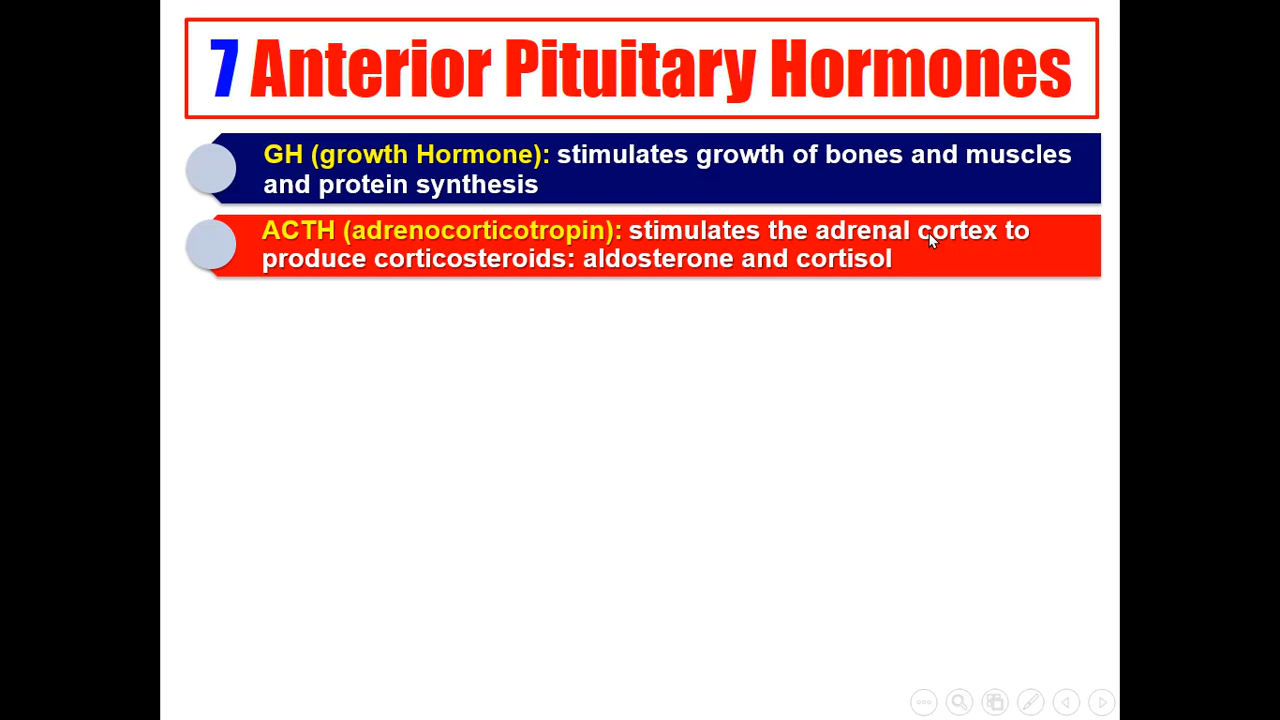 7 Anterior Pituitary Hormones
GH (growth Hormone): stimulates growth of bones and muscles
and protein synthesis
ACTH (adrenocorticotropin): stimulates the adrenal cortex to
produce corticosteroids: aldosterone and cortisol